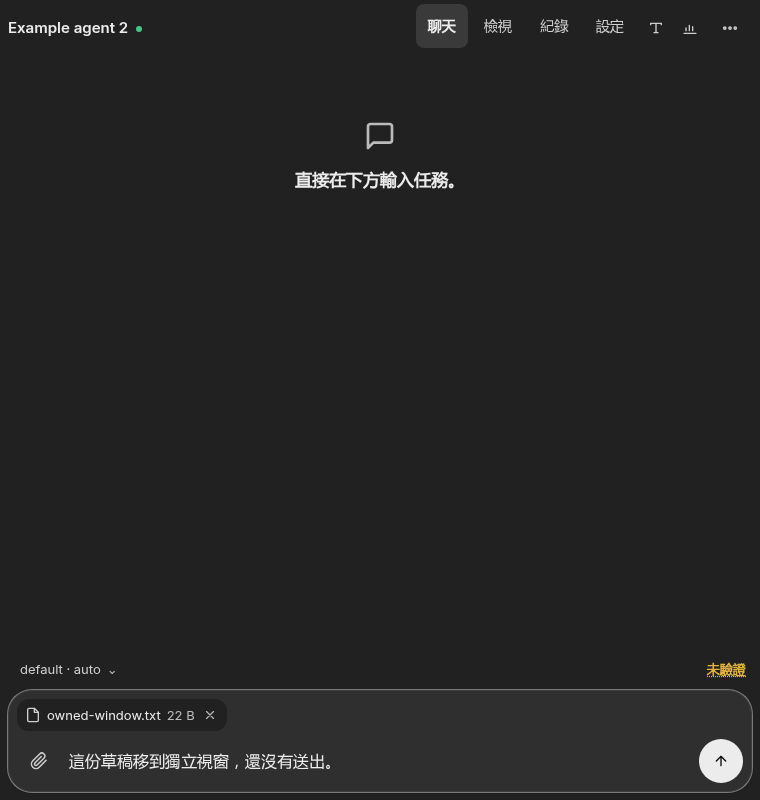 Example agent 2
聊天 檢視 紀錄 設定
直接在下方輸入任務。
default · auto
未驗證
owned-window.txt 22 B
這份草稿移到獨立視窗，還沒有送出。